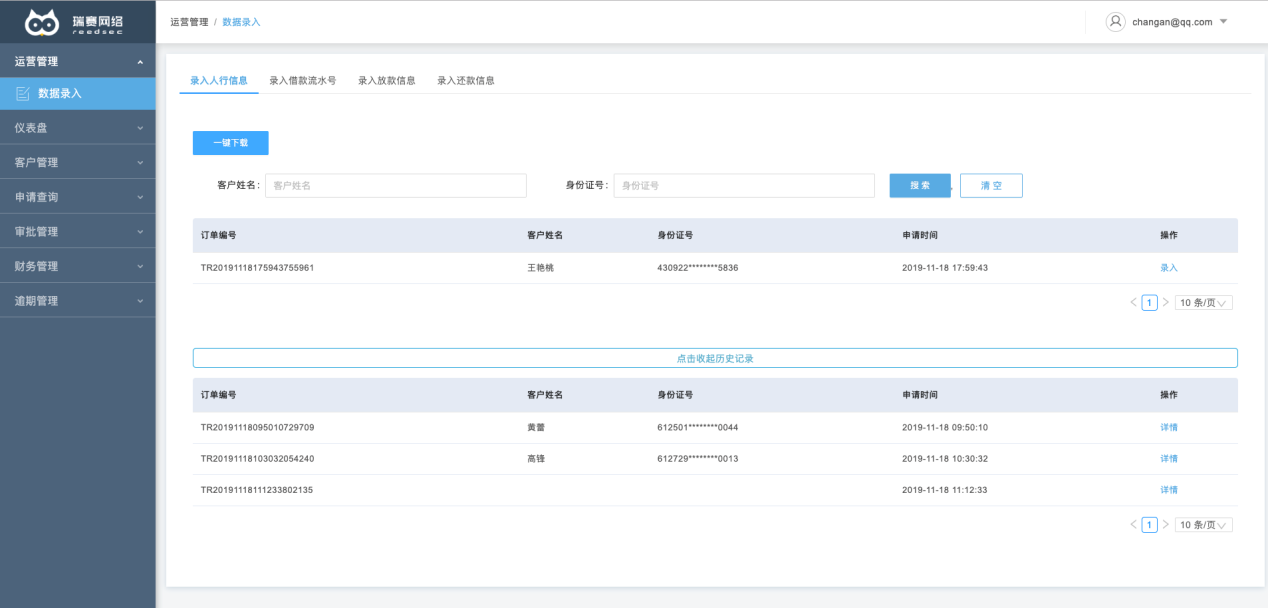 瑞赛网络
reedsec
运营管理 / 数据录入
changan@qq.com
运营管理
数据录入
仪表盘
客户管理
申请查询
审批管理
财务管理
逾期管理
录入人行信息 录入借款流水号 录入放款信息 录入还款信息
一键下载
客户姓名: 客户姓名 身份证号: 身份证号 搜 索 清 空
订单编号 客户姓名 身份证号 申请时间 操作
TR20191118175943755961 王艳桃 430922********5836 2019-11-18 17:59:43 录入
< 1 > 10 条/页
点击收起历史记录
订单编号 客户姓名 身份证号 申请时间 操作
TR20191118095010729709 黄蕾 612501********0044 2019-11-18 09:50:10 详情
TR20191118103032054240 高锋 612729********0013 2019-11-18 10:30:32 详情
TR20191118111233802135 2019-11-18 11:12:33 详情
< 1 > 10 条/页